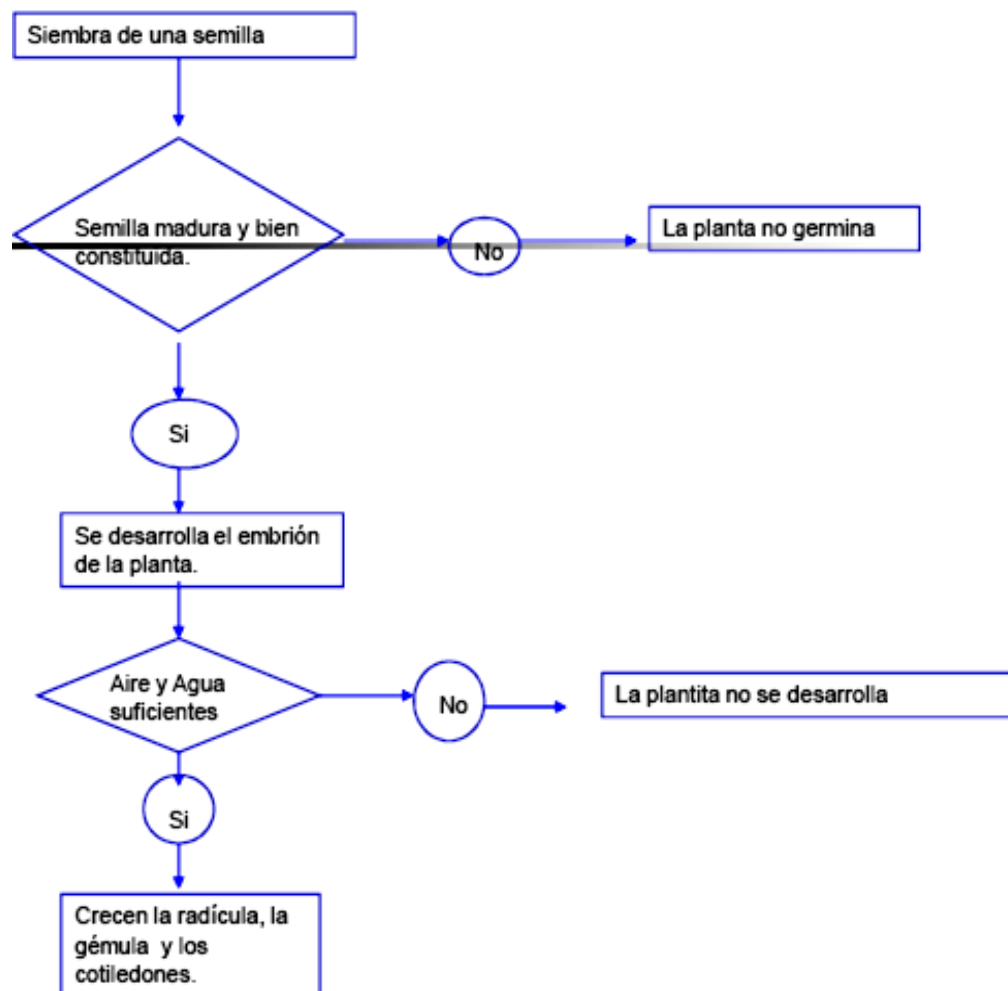 Siembra de una semilla
Semilla madura y bien
constituida.
No
La planta no germina
Si
Se desarrolla el embrión
de la planta.
Aire y Agua
suficientes
No
La plantita no se desarrolla
Si
Crecen la radícula, la
gémula y los
cotiledones.